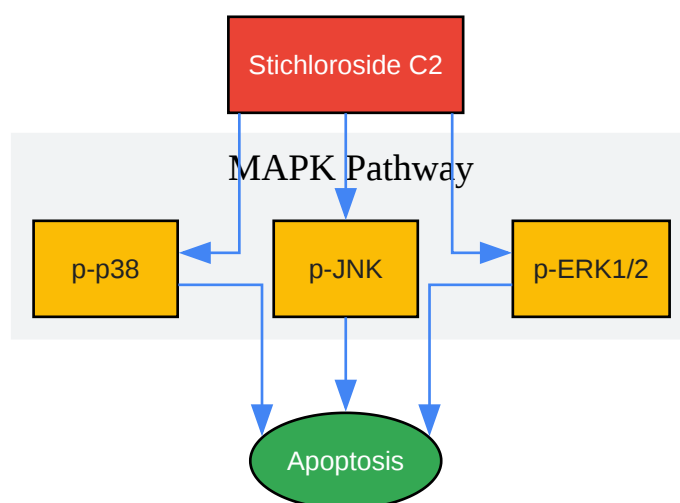 Stichloroside C2
MAPK Pathway
p-p38
p-JNK
p-ERK1/2
Apoptosis